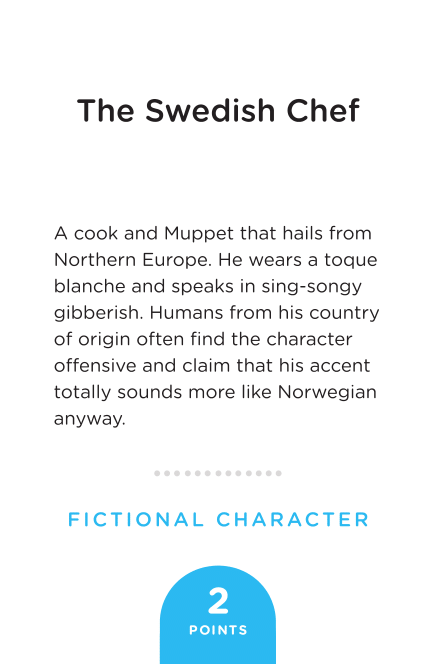 The Swedish Chef
A cook and Muppet that hails from
Northern Europe. He wears a toque
blanche and speaks in sing-songy
gibberish. Humans from his country
of origin often find the character
offensive and claim that his accent
totally sounds more like Norwegian
anyway.
FICTIONAL CHARACTER
2
POINTS